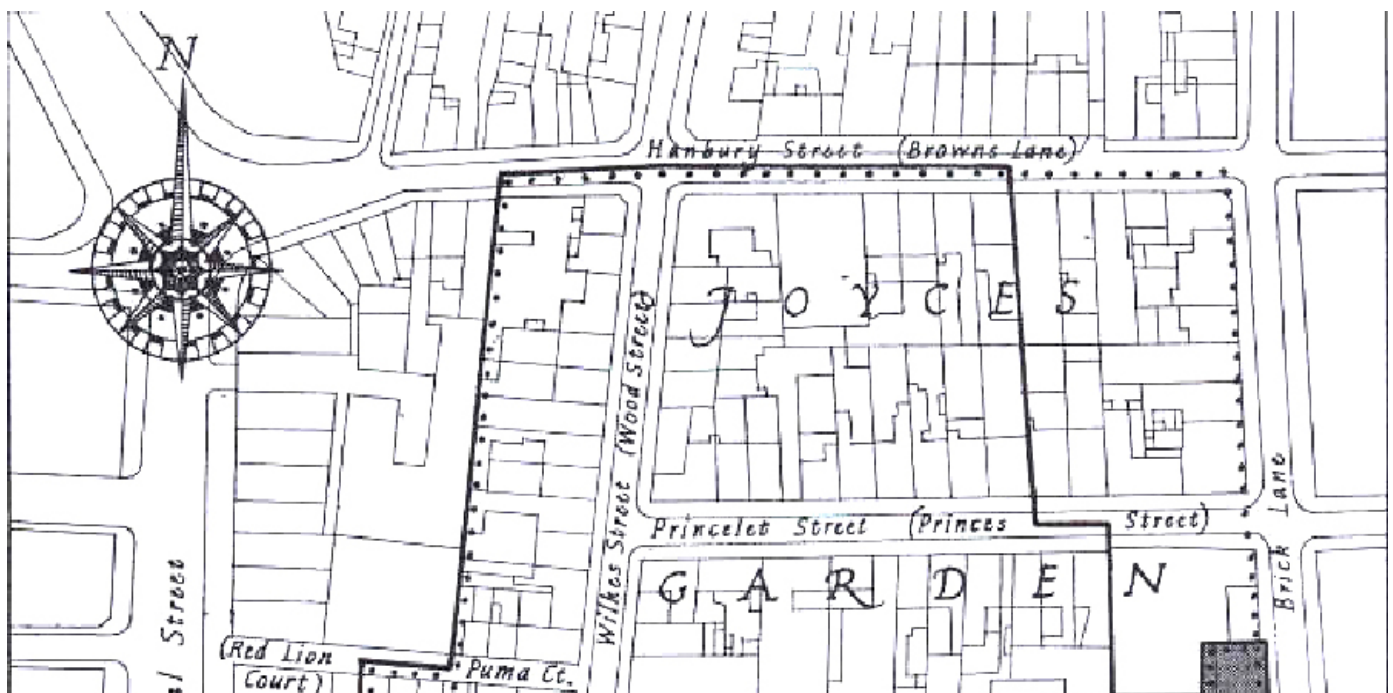 N
Hanbury Street (Browns Lane)
JOYCES
Wilkes Street (Wood Street)
Princelet Street (Princes Street)
Brick Lane
GARDEN
Street
(Red Lion
Court)
Puma Ct.